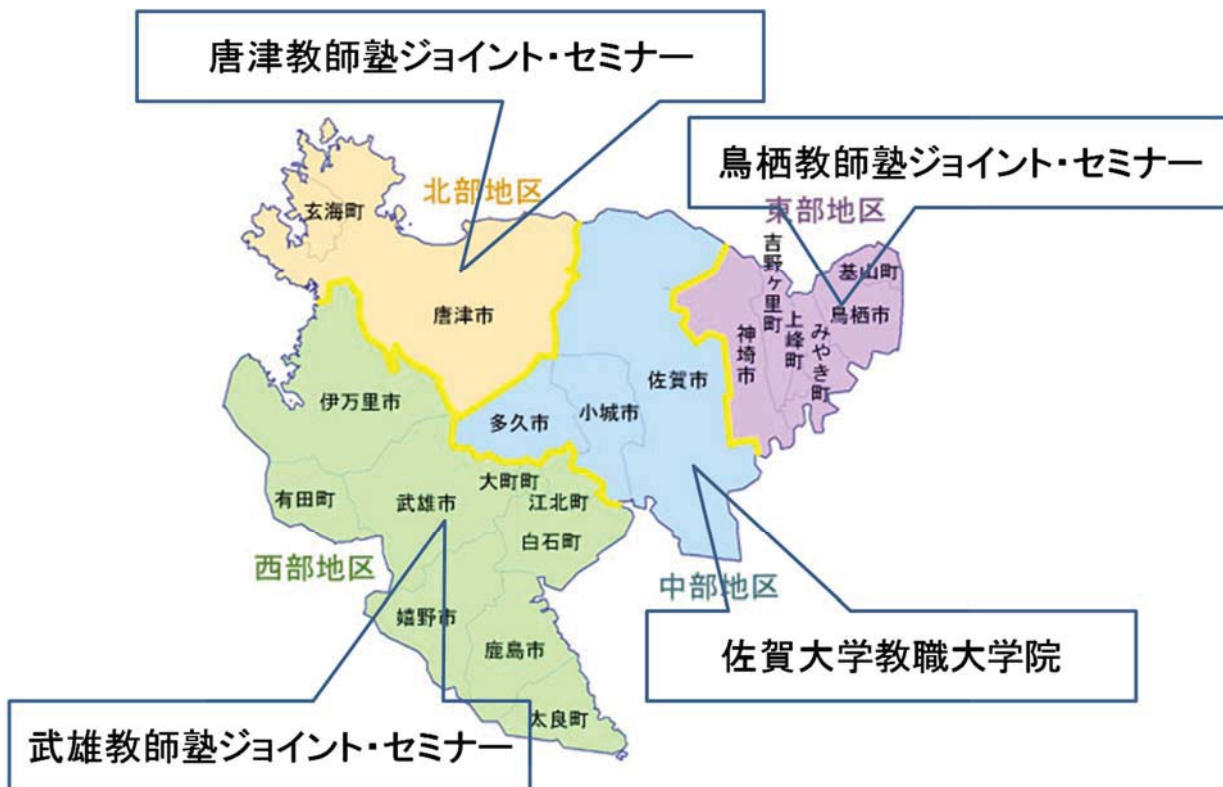 唐津教師塾ジョイント・セミナー
鳥栖教師塾ジョイント・セミナー
北部地区
東部地区
玄海町
吉野ヶ里町
基山町
唐津市
上峰町
鳥栖市
神埼市
みやき町
佐賀市
伊万里市
小城市
多久市
大町町
有田町
武雄市
江北町
白石町
西部地区
中部地区
嬉野市
鹿島市
佐賀大学教職大学院
太良町
武雄教師塾ジョイント・セミナー